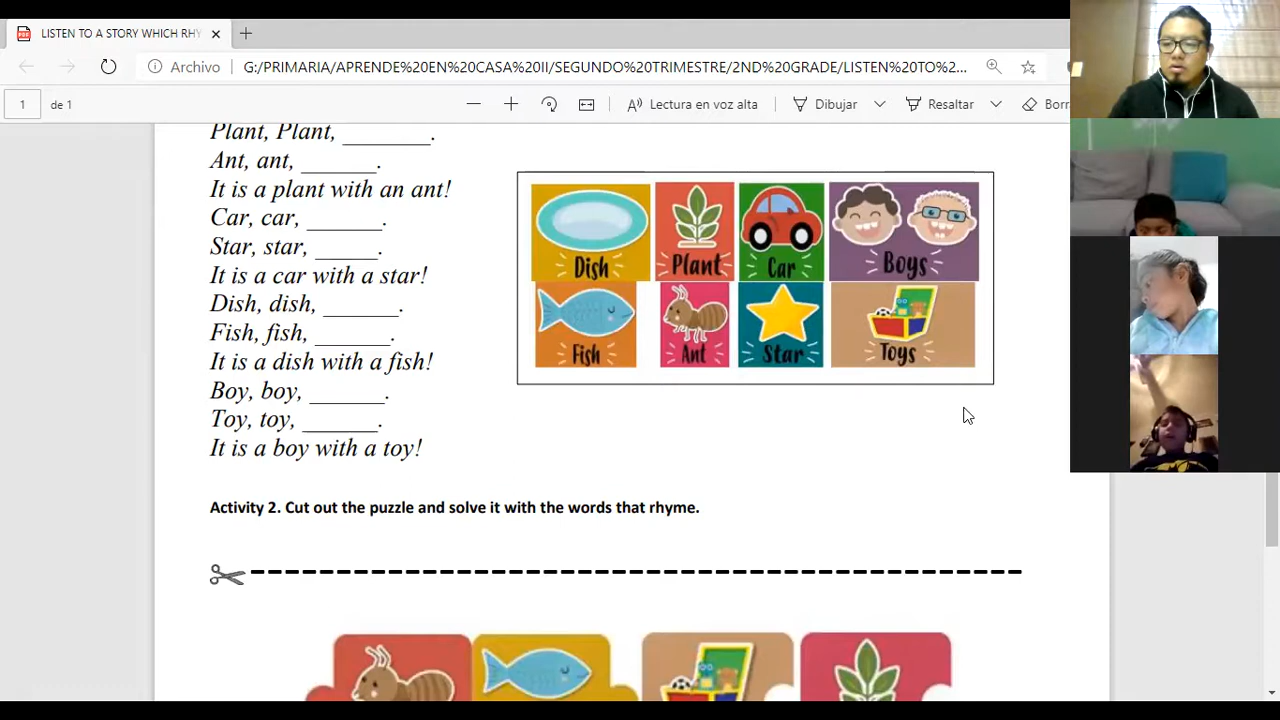 LISTEN TO A STORY WHICH RHY
Archivo
G:/PRIMARIA/APRENDE%20EN%20CASA%20II/SEGUNDO%20TRIMESTRE/2ND%20GRADE/LISTEN%20TO%2...
1 de 1
Lectura en voz alta
Dibujar
Resaltar
Borr
Plant, Plant, ________.
Ant, ant, _______.
It is a plant with an ant!
Car, car, _______.
Star, star, ______.
It is a car with a star!
Dish, dish, _______.
Fish, fish, _______.
It is a dish with a fish!
Boy, boy, _______.
Toy, toy, _______.
It is a boy with a toy!
Dish Plant Car Boys
Fish Ant Star Toys
Activity 2. Cut out the puzzle and solve it with the words that rhyme.